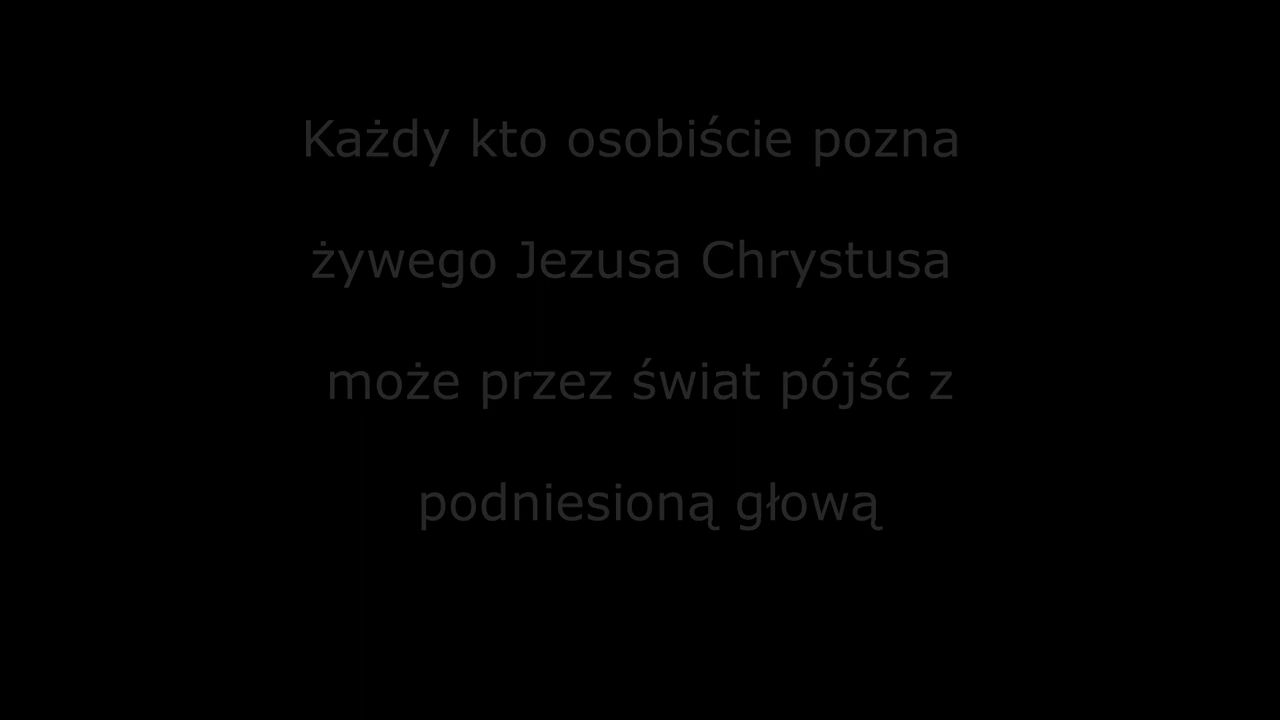 Każdy kto osobiście pozna
żywego Jezusa Chrystusa
może przez świat pójść z
podniesioną głową